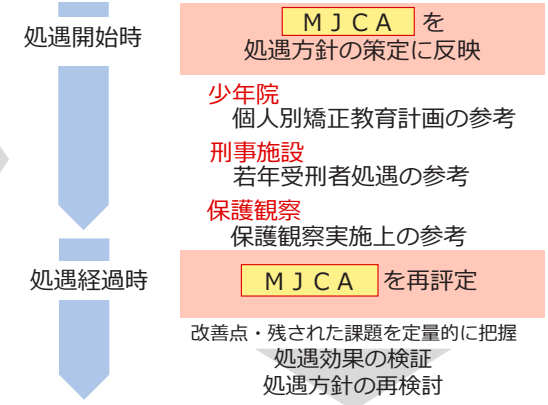 処遇開始時
MJCA を
処遇方針の策定に反映
少年院
個人別矯正教育計画の参考
刑事施設
若年受刑者処遇の参考
保護観察
保護観察実施上の参考
処遇経過時
MJCA を再評定
改善点・残された課題を定量的に把握
処遇効果の検証
処遇方針の再検討